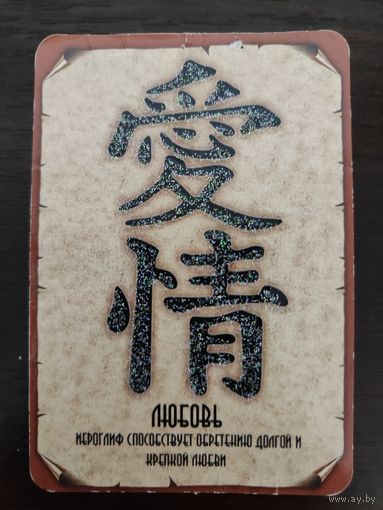 愛
情
ЛЮБОВЬ
ИЕРОГЛИФ СПОСОБСТВУЕТ ОБРЕТЕНИЮ ДОЛГОЙ И
КРЕПКОЙ ЛЮБВИ
www.ay.by